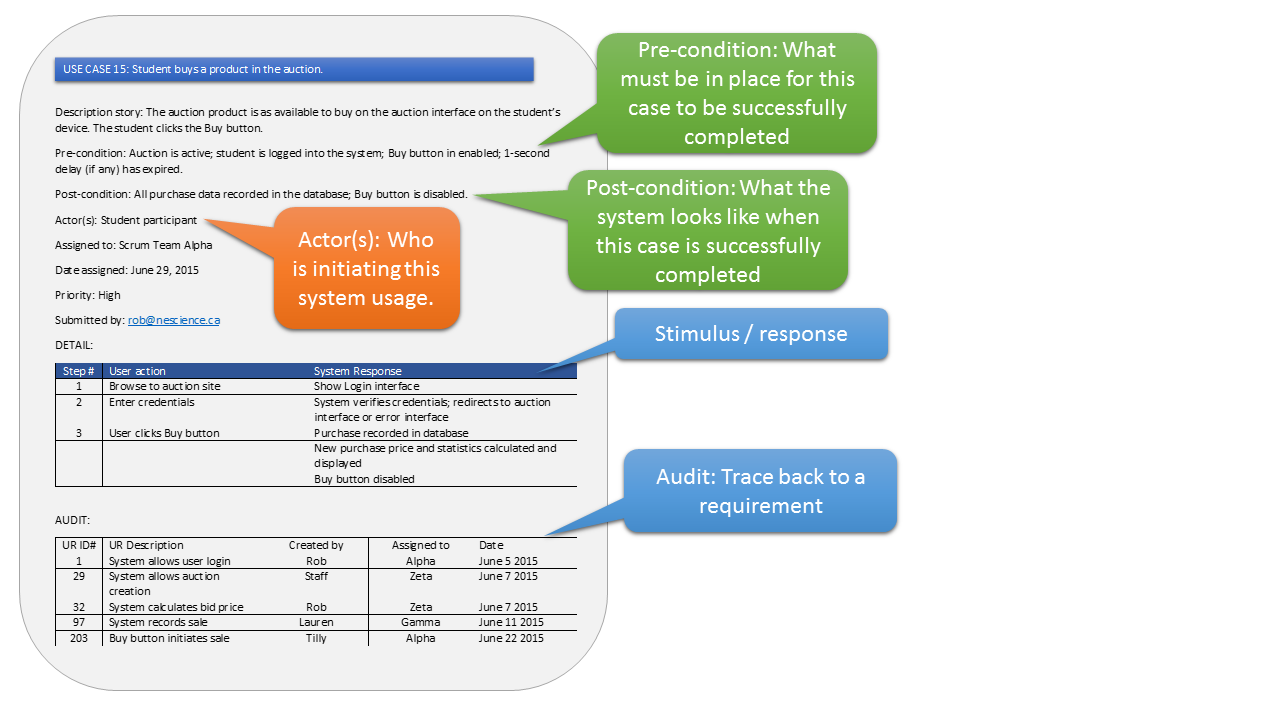 USE CASE 15: Student buys a product in the auction.
Description story: The auction product is as available to buy on the auction interface on the student's
device. The student clicks the Buy button.
Pre-condition: Auction is active; student is logged into the system; Buy button in enabled; 1-second
delay (if any) has expired.
Post-condition: All purchase data recorded in the database; Buy button is disabled.
Actor(s): Student participant
Assigned to: Scrum Team Alpha
Date assigned: June 29, 2015
Priority: High
Submitted by: rob@nescience.ca
DETAIL:
Step # User action System Response
1 Browse to auction site Show Login interface
2 Enter credentials System verifies credentials; redirects to auction
interface or error interface
3 User clicks Buy button Purchase recorded in database
New purchase price and statistics calculated and
displayed
Buy button disabled
AUDIT:
UR ID# UR Description Created by Assigned to Date
1 System allows user login Rob Alpha June 5 2015
29 System allows auction Staff Zeta June 7 2015
creation
32 System calculates bid price Rob Zeta June 7 2015
97 System records sale Lauren Gamma June 11 2015
203 Buy button initiates sale Tilly Alpha June 22 2015
Pre-condition: What
must be in place for this
case to be successfully
completed
Post-condition: What the
system looks like when
this case is successfully
completed
Actor(s): Who
is initiating this
system usage.
Stimulus / response
Audit: Trace back to a
requirement